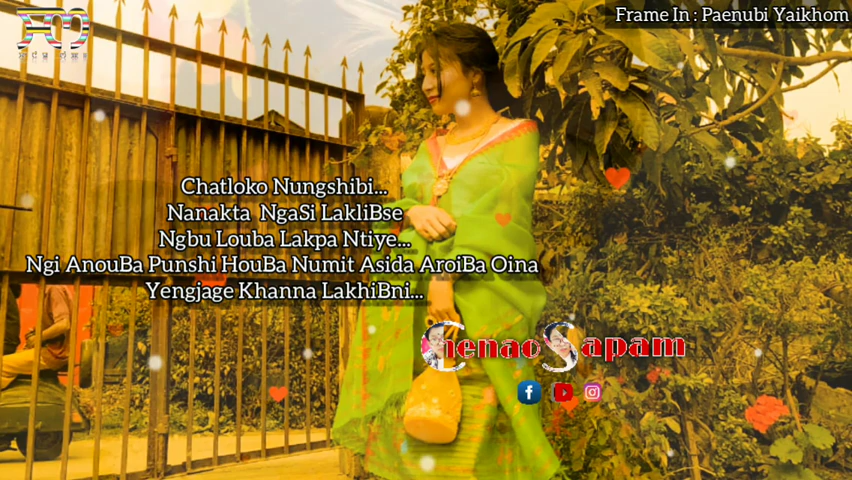 Frame In : Paenubi Yaikhom
Chatloko Nungshibi...
Nanakta NgaSi LakliBse
Ngbu Louba Lakpa Ntiye...
Ngi AnouBa Punshi HouBa Numit Asida AroiBa Oina
Yengjage Khanna LakhiBni...
Chenao Sapam